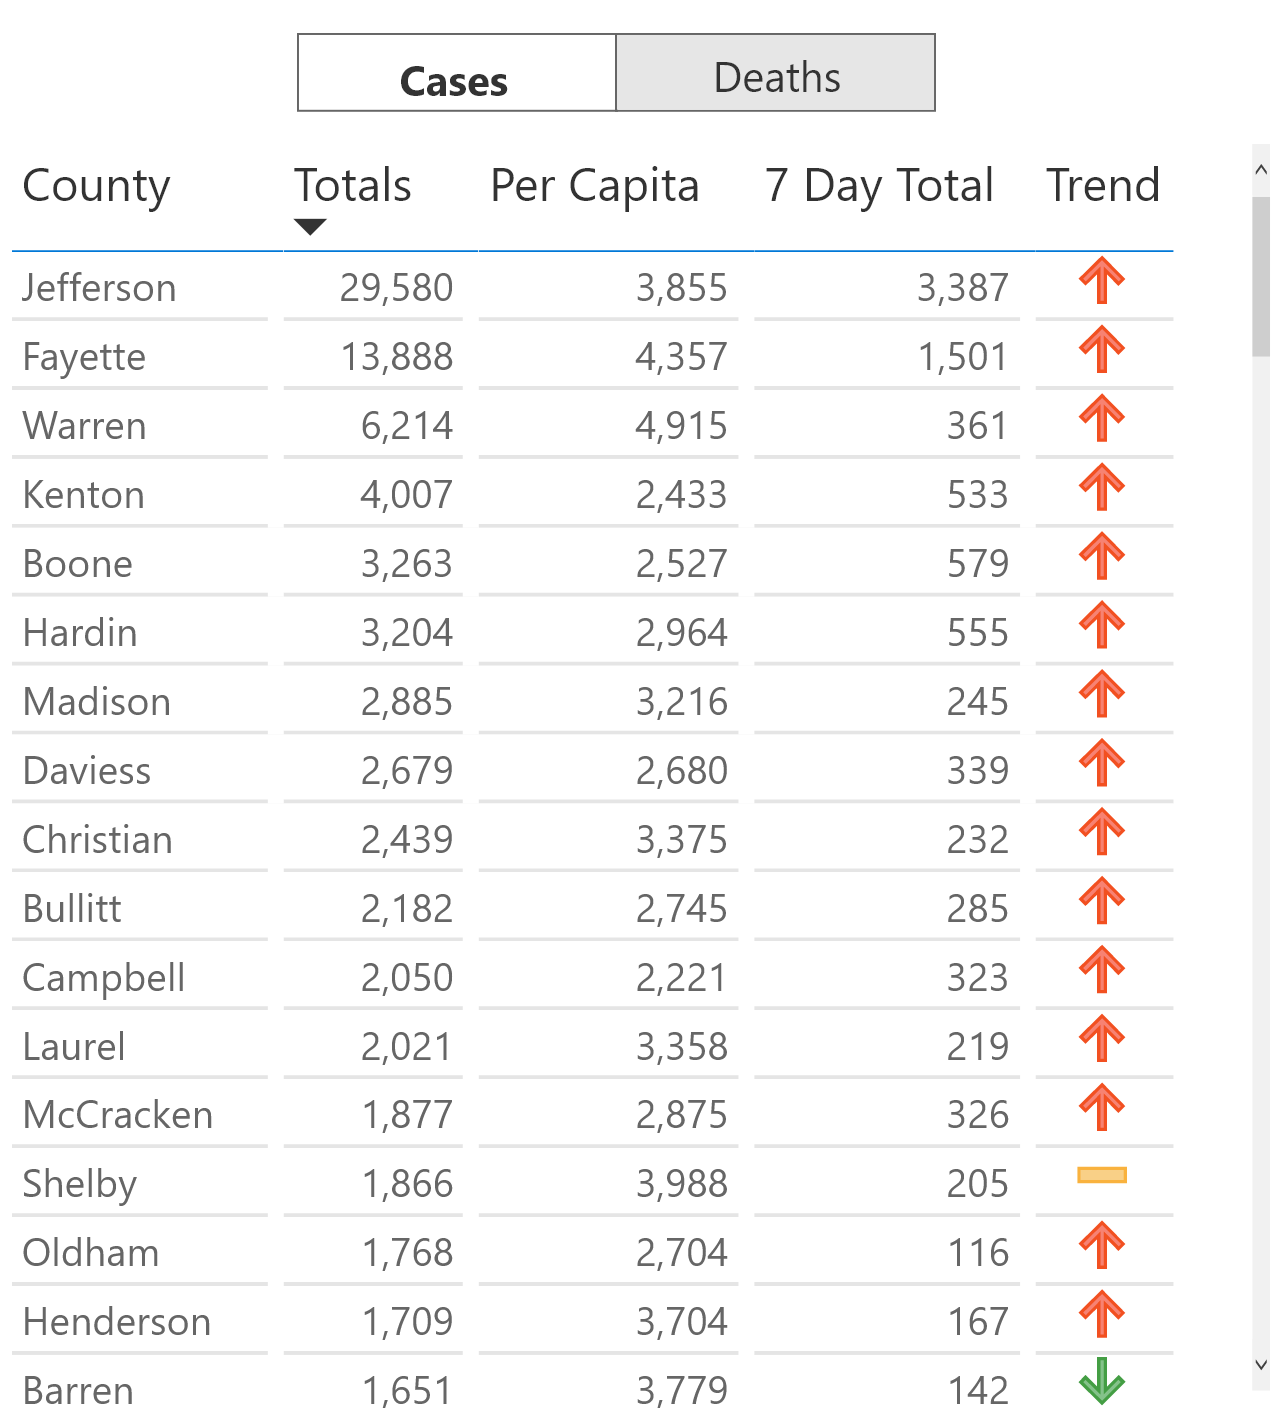 Cases Deaths
County Totals Per Capita 7 Day Total Trend
Jefferson 29,580 3,855 3,387
Fayette 13,888 4,357 1,501
Warren 6,214 4,915 361
Kenton 4,007 2,433 533
Boone 3,263 2,527 579
Hardin 3,204 2,964 555
Madison 2,885 3,216 245
Daviess 2,679 2,680 339
Christian 2,439 3,375 232
Bullitt 2,182 2,745 285
Campbell 2,050 2,221 323
Laurel 2,021 3,358 219
McCracken 1,877 2,875 326
Shelby 1,866 3,988 205
Oldham 1,768 2,704 116
Henderson 1,709 3,704 167
Barren 1,651 3,779 142